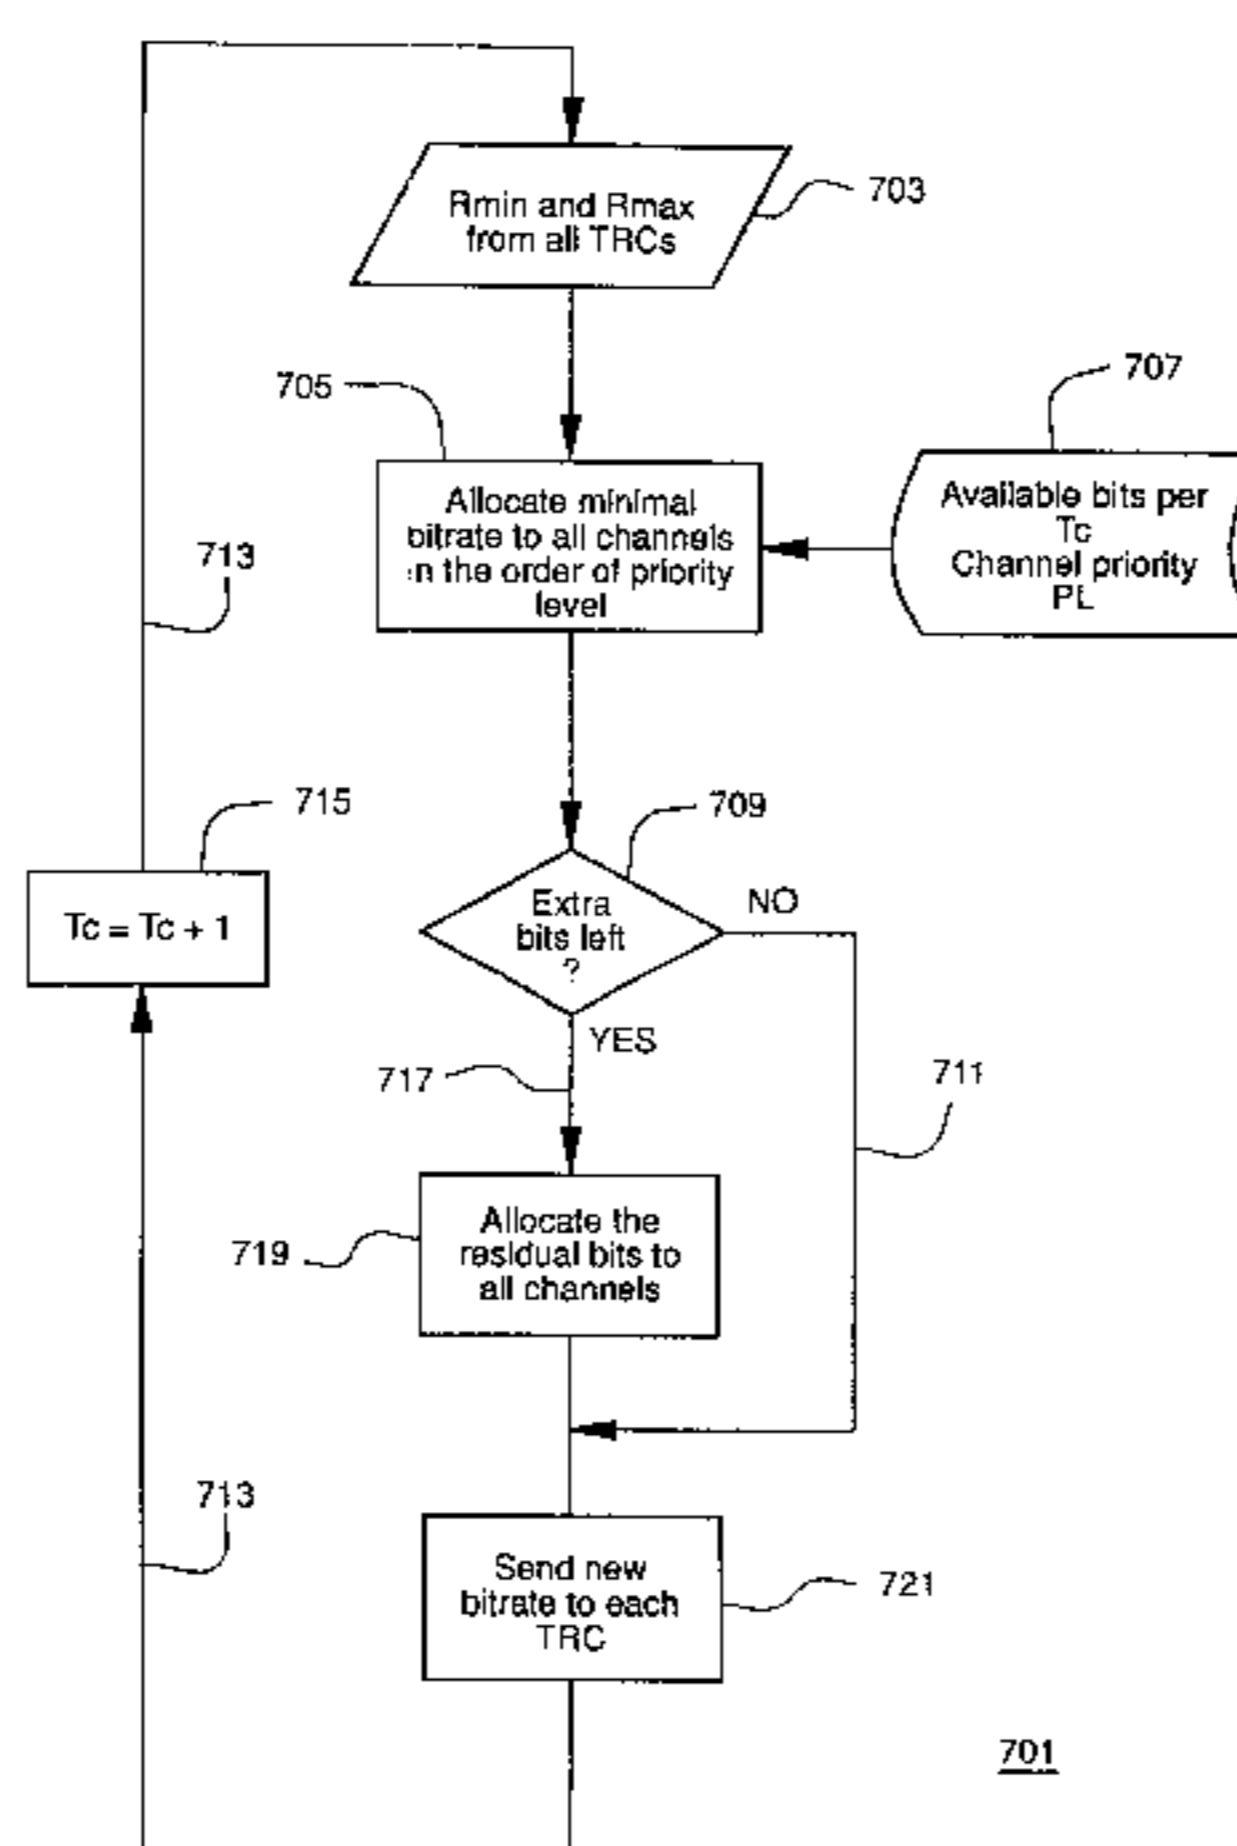 Rmin and Rmax
from all TRCs
703
705
707
Allocate minimal
bitrate to all channels
in the order of priority
level
Available bits per
Tc
Channel priority
PL
713
715
709
Tc = Tc + 1
Extra
bits left
?
NO
YES
717
711
Allocate the
residual bits to
all channels
719
713
Send new
bitrate to each
TRC
721
701